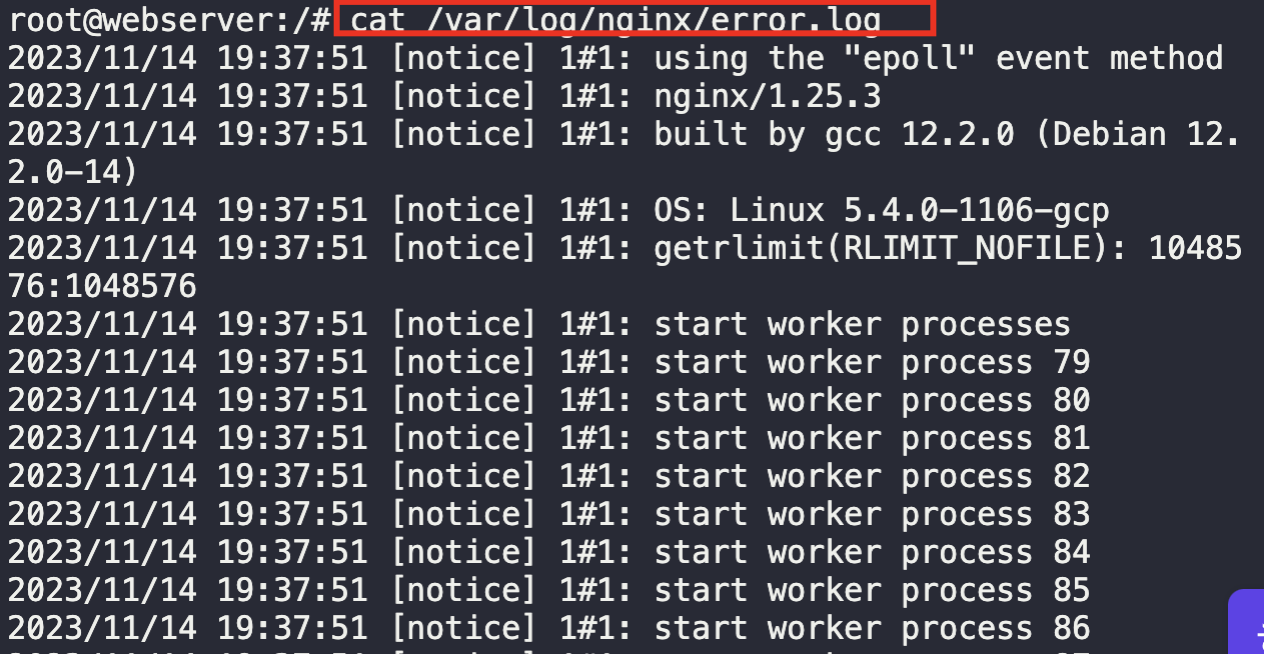 root@webserver:/# cat /var/log/nginx/error.log
2023/11/14 19:37:51 [notice] 1#1: using the "epoll" event method
2023/11/14 19:37:51 [notice] 1#1: nginx/1.25.3
2023/11/14 19:37:51 [notice] 1#1: built by gcc 12.2.0 (Debian 12.
2.0-14)
2023/11/14 19:37:51 [notice] 1#1: OS: Linux 5.4.0-1106-gcp
2023/11/14 19:37:51 [notice] 1#1: getrlimit(RLIMIT_NOFILE): 10485
76:1048576
2023/11/14 19:37:51 [notice] 1#1: start worker processes
2023/11/14 19:37:51 [notice] 1#1: start worker process 79
2023/11/14 19:37:51 [notice] 1#1: start worker process 80
2023/11/14 19:37:51 [notice] 1#1: start worker process 81
2023/11/14 19:37:51 [notice] 1#1: start worker process 82
2023/11/14 19:37:51 [notice] 1#1: start worker process 83
2023/11/14 19:37:51 [notice] 1#1: start worker process 84
2023/11/14 19:37:51 [notice] 1#1: start worker process 85
2023/11/14 19:37:51 [notice] 1#1: start worker process 86